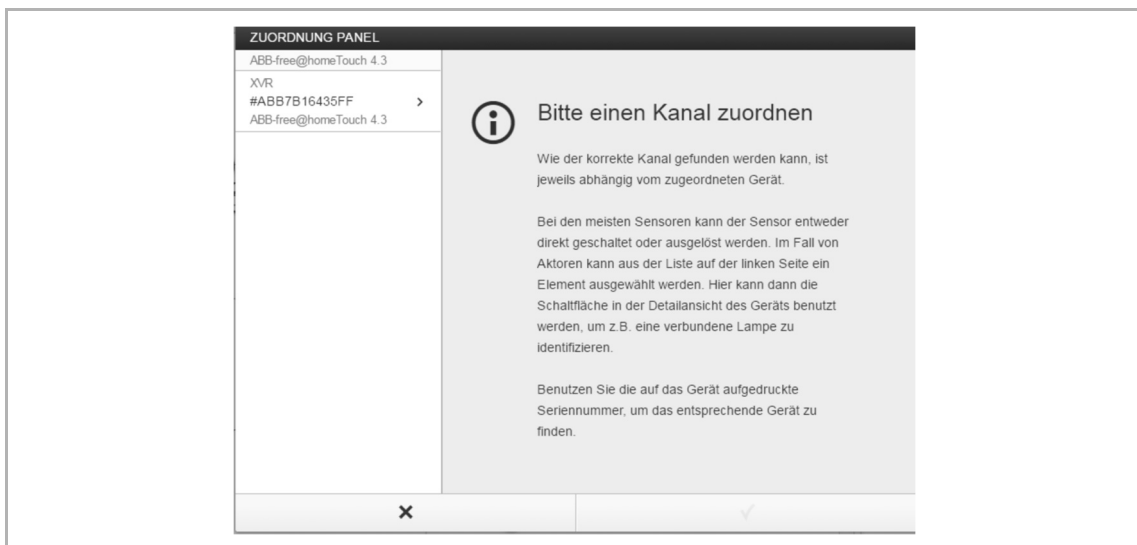 ZUORDNUNG PANEL
ABB-free@homeTouch 4.3
XVR
#ABB7B16435FF
ABB-free@homeTouch 4.3
Bitte einen Kanal zuordnen
Wie der korrekte Kanal gefunden werden kann, ist
jeweils abhängig vom zugeordneten Gerät.
Bei den meisten Sensoren kann der Sensor entweder
direkt geschaltet oder ausgelöst werden. Im Fall von
Aktoren kann aus der Liste auf der linken Seite ein
Element ausgewählt werden. Hier kann dann die
Schaltfläche in der Detailansicht des Geräts benutzt
werden, um z.B. eine verbundene Lampe zu
identifizieren.
Benutzen Sie die auf das Gerät aufgedruckte
Seriennummer, um das entsprechende Gerät zu
finden.